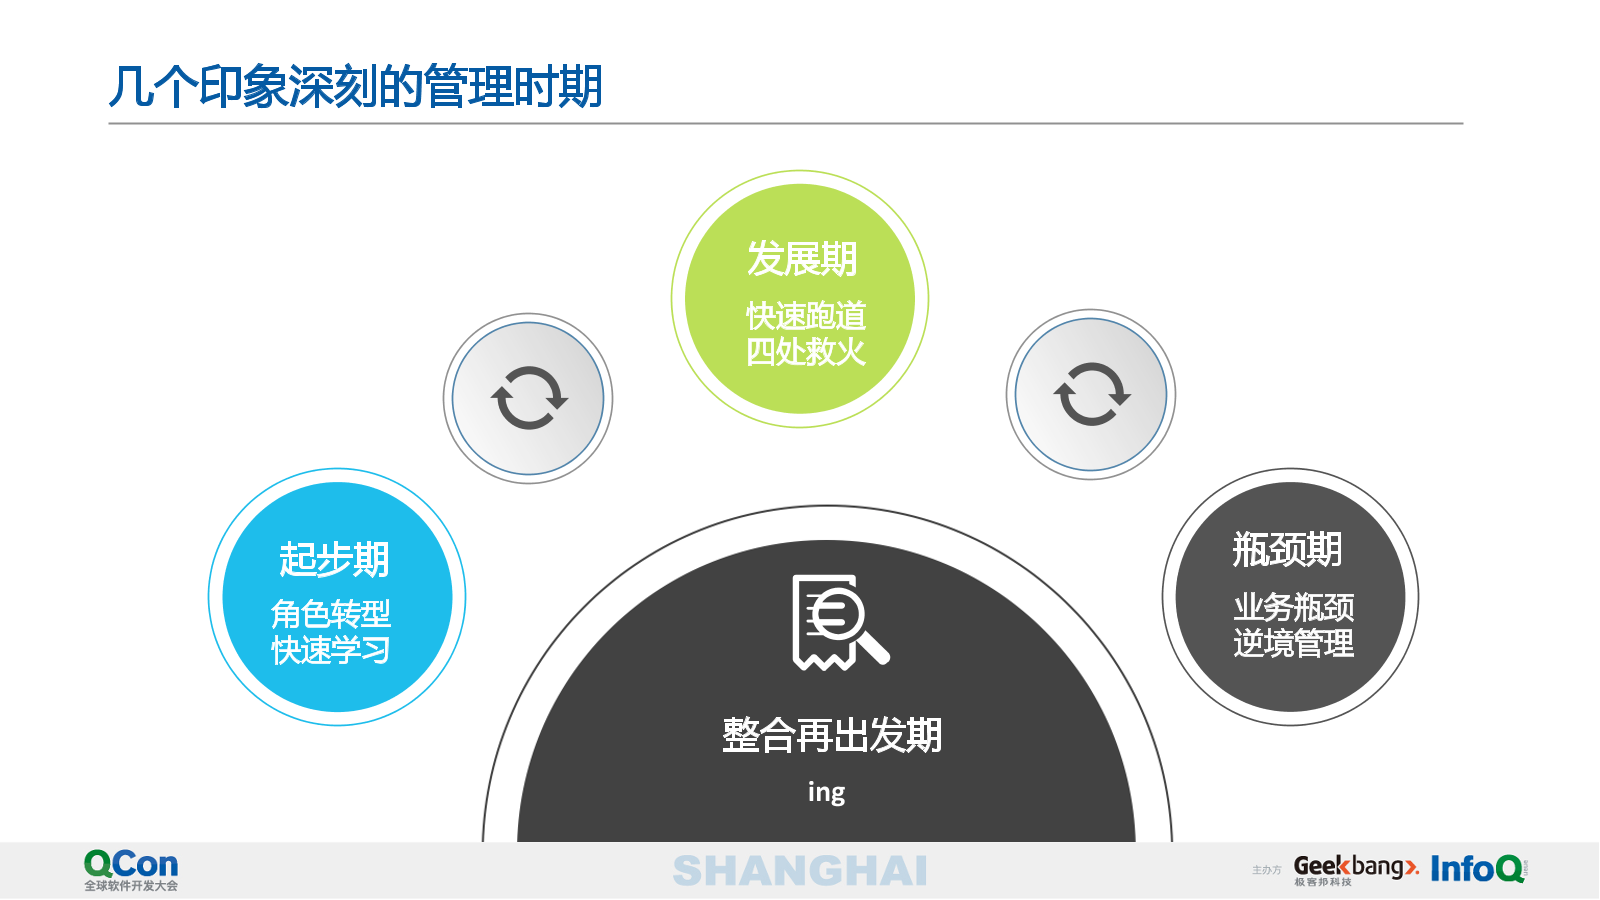 几个印象深刻的管理时期
发展期
快速跑道
四处救火
起步期
角色转型
快速学习
瓶颈期
业务瓶颈
逆境管理
整合再出发期
ing
QCon
全球软件开发大会
SHANGHAI
主办方
Geekbang>.
极客邦科技
InfoQ